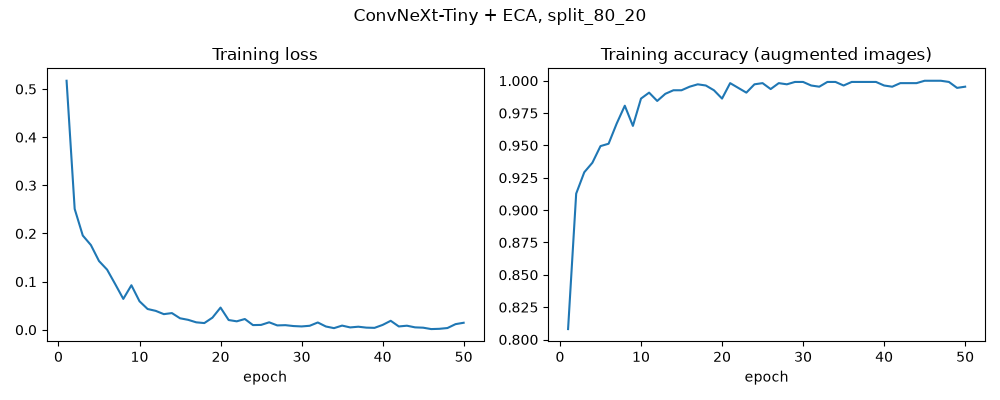 ConvNeXt-Tiny + ECA, split_80_20
Training loss
0.5
0.4
0.3
0.2
0.1
0.0
0 10 20 30 40 50
epoch
Training accuracy (augmented images)
1.000
0.975
0.950
0.925
0.900
0.875
0.850
0.825
0.800
0 10 20 30 40 50
epoch